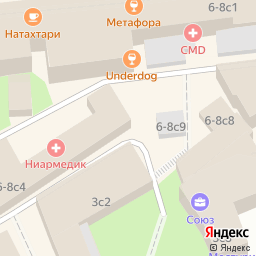 6-8с1
Метафора
Натахтари
CMD
Underdog
6-8с9
6-8с8
Ниармедик
6-8с4
3с2
Союз
Яндекс
© Яндекс